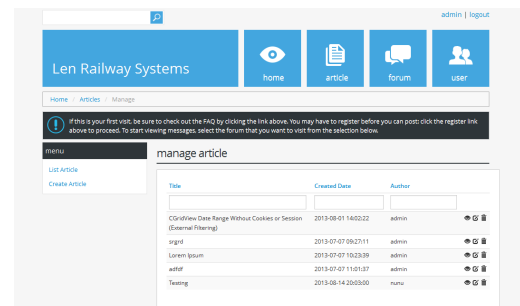 admin | logout
Len Railway Systems
home
article
forum
user
Home / Articles / Manage
If this is your first visit, be sure to check out the FAQ by clicking the link above. You may have to register before you can post: click the register link
above to proceed. To start viewing messages, select the forum that you want to visit from the selection below.
menu
List Article
Create Article
manage article
Title Created Date Author
CGridView Date Range Without Cookies or Session
(External Filtering) 2013-08-01 14:02:22 admin
srgrd 2013-07-07 09:27:11 admin
Lorem Ipsum 2013-07-07 10:23:39 admin
adfdf 2013-07-07 11:01:37 admin
Testing 2013-08-14 20:03:00 nunu